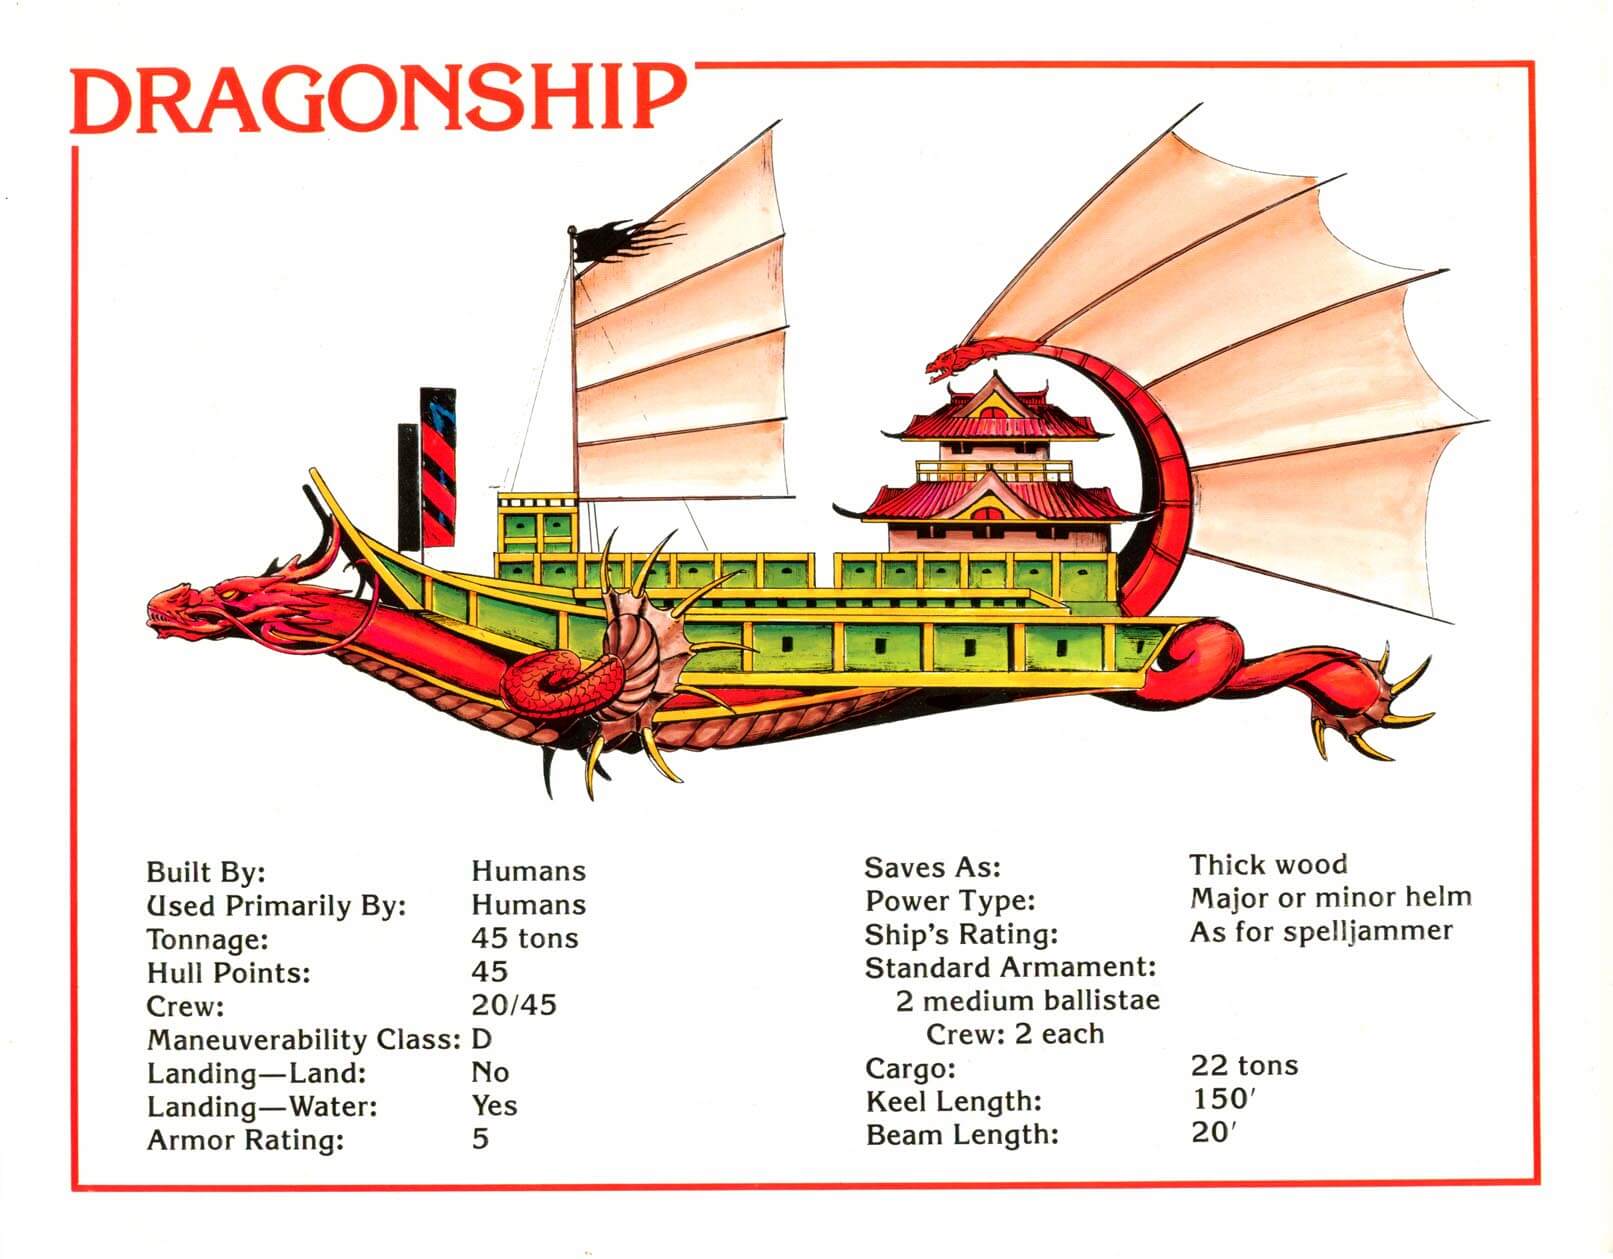 DRAGONSHIP
Built By: Humans
Used Primarily By: Humans
Tonnage: 45 tons
Hull Points: 45
Crew: 20/45
Maneuverability Class: D
Landing—Land: No
Landing—Water: Yes
Armor Rating: 5
Saves As: Thick wood
Power Type: Major or minor helm
Ship's Rating: As for spelljammer
Standard Armament:
2 medium ballistae
Crew: 2 each
Cargo: 22 tons
Keel Length: 150′
Beam Length: 20′